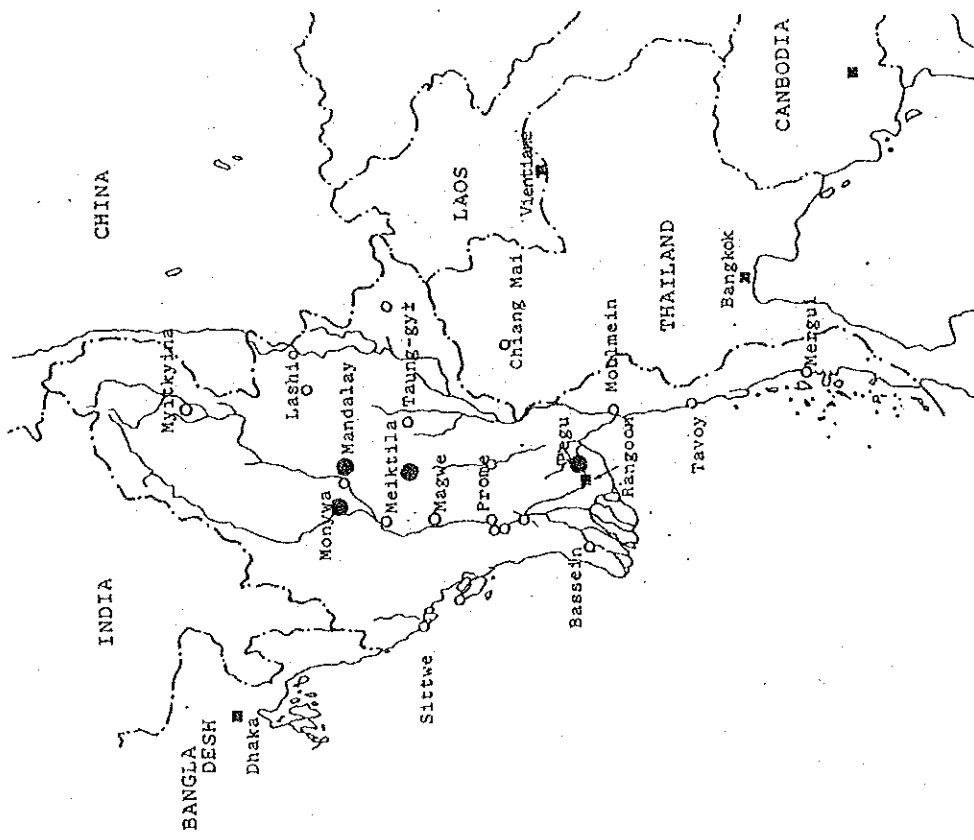 CHINA
INDIA
BANGLA
DESH
Dhaka
Myitkyina
Lashio
Mandalay
Monywa
Taung-gyi
Meiktila
Magwe
Prome
Sittwe
Pegu
Rangoon
Bassein
Moulmein
Tavoy
Mergui
LAOS
Vientiane
Chiang Mai
THAILAND
Bangkok
CANBODIA